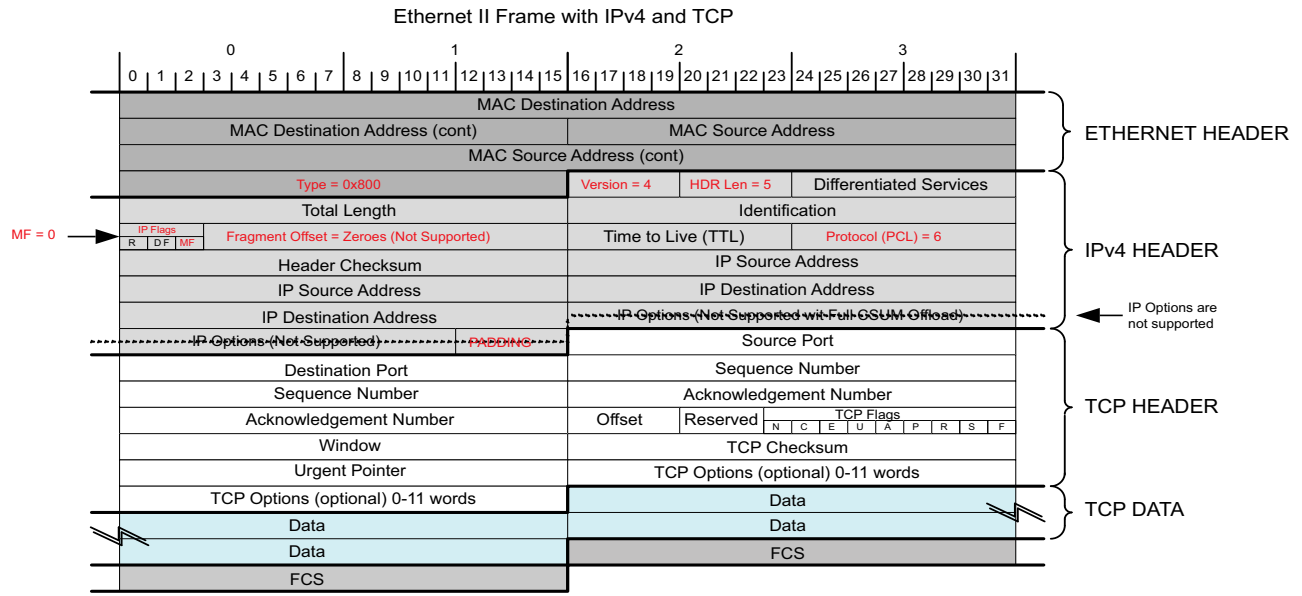 Ethernet II Frame with IPv4 and TCP
0 1 2 3
0 1 2 3 4 5 6 7 8 9 10 11 12 13 14 15 16 17 18 19 20 21 22 23 24 25 26 27 28 29 30 31
MAC Destination Address
MAC Destination Address (cont) MAC Source Address
ETHERNET HEADER
MAC Source Address (cont)
Type = 0x800 Version = 4 HDR Len = 5 Differentiated Services
Total Length Identification
MF = 0 IP Flags
R DF MF Fragment Offset = Zeroes (Not Supported) Time to Live (TTL) Protocol (PCL) = 6
IPv4 HEADER
Header Checksum IP Source Address
IP Source Address IP Destination Address
IP Destination Address IP Options (Not Supported wit Full CSUM Offload)
IP Options are
not supported
IP Options (Not Supported) PADDING Source Port
Destination Port Sequence Number
Sequence Number Acknowledgement Number
TCP HEADER
Acknowledgement Number Offset Reserved TCP Flags
N C E U A P R S F
Window TCP Checksum
Urgent Pointer TCP Options (optional) 0-11 words
TCP Options (optional) 0-11 words Data
TCP DATA
Data Data
Data FCS
FCS